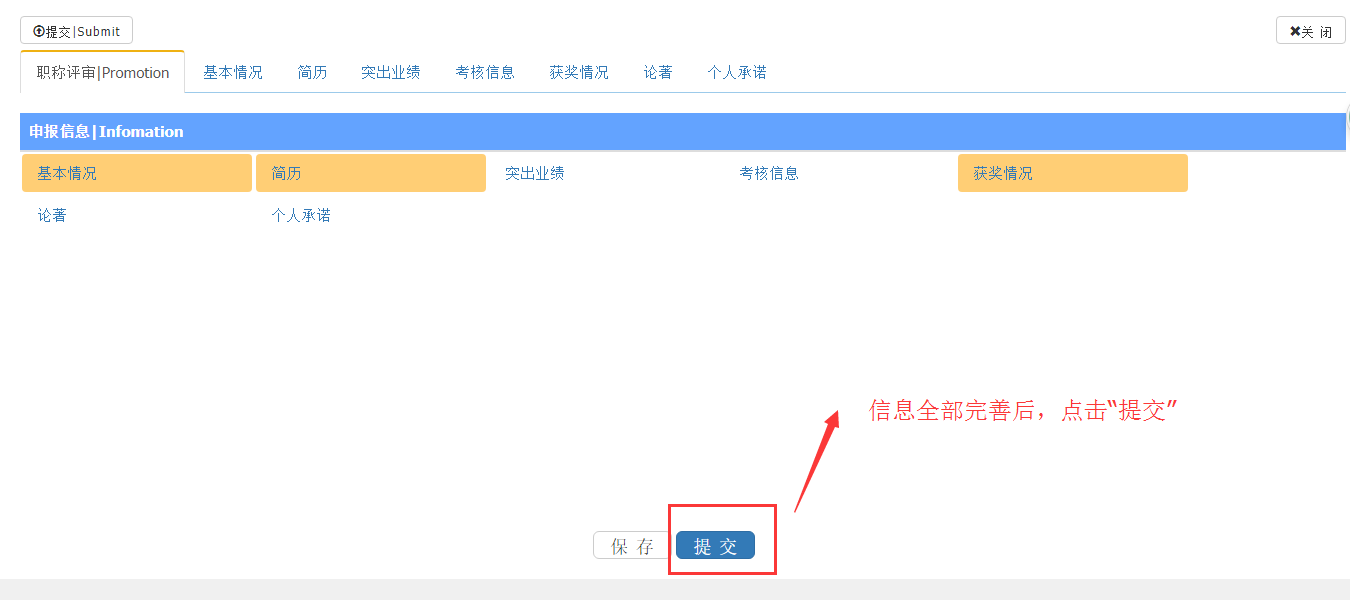 提交|Submit
关 闭
职称评审|Promotion 基本情况 简历 突出业绩 考核信息 获奖情况 论著 个人承诺
申报信息|Infomation
基本情况 简历 突出业绩 考核信息 获奖情况
论著 个人承诺
信息全部完善后，点击“提交”
保 存 提 交